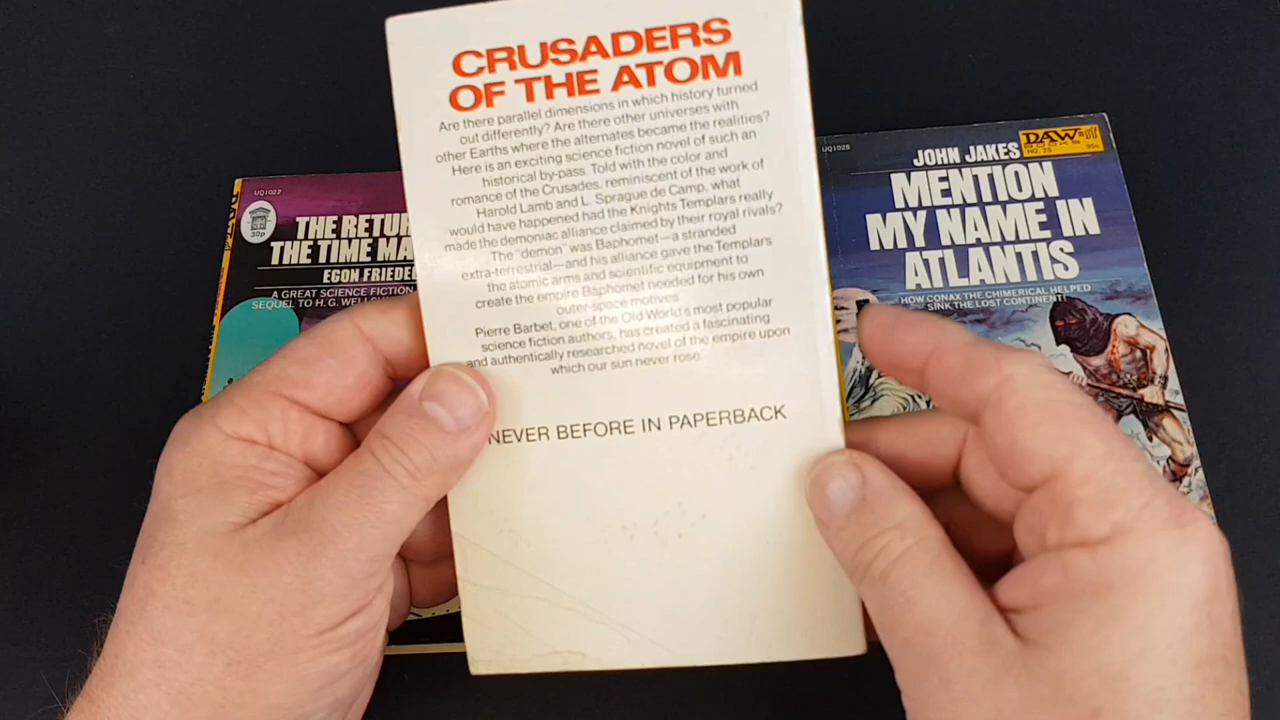 CRUSADERS
OF THE ATOM
Are there parallel dimensions in which history turned
out differently? Are there other universes with
other Earths where the alternates became the realities?
Here is an exciting science fiction novel of such an
historical by-pass. Told with the color and
romance of the Crusades, reminiscent of the work of
Harold Lamb and L. Sprague de Camp, what
would have happened had the Knights Templars really
made the demoniac alliance claimed by their royal rivals?
The "demon" was Baphomet—a stranded
extra-terrestrial—and his alliance gave the Templars
the atomic arms and scientific equipment to
create the empire Baphomet needed for his own
outer-space motives.
Pierre Barbet, one of the Old World's most popular
science fiction authors, has created a fascinating
and authentically researched novel of the empire upon
which our sun never rose.
NEVER BEFORE IN PAPERBACK
UQ1022
30p
THE RETUR
THE TIME MA
EGON FRIEDE
A GREAT SCIENCE FICTION
SEQUEL TO H.G. WELLS
UQ1025
JOHN JAKES
DAW
BOOKS
NO. 25
95c
MENTION
MY NAME IN
ATLANTIS
HOW CONAX THE CHIMERICAL HELPED
SINK THE LOST CONTINENT!